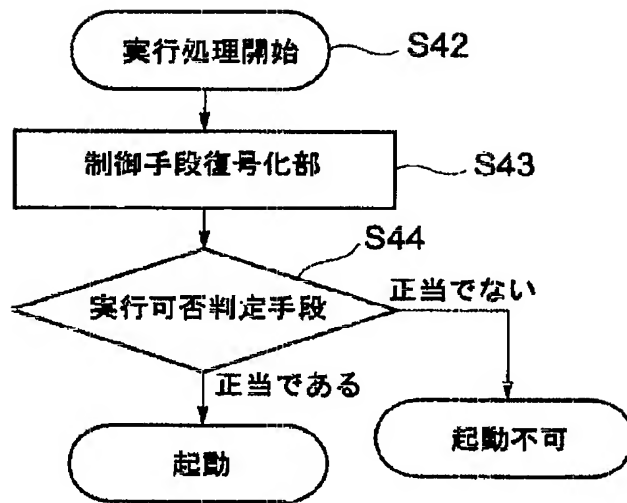 実行処理開始
S42
制御手段復号化部
S43
S44
実行可否判定手段
正当でない
正当である
起動
起動不可